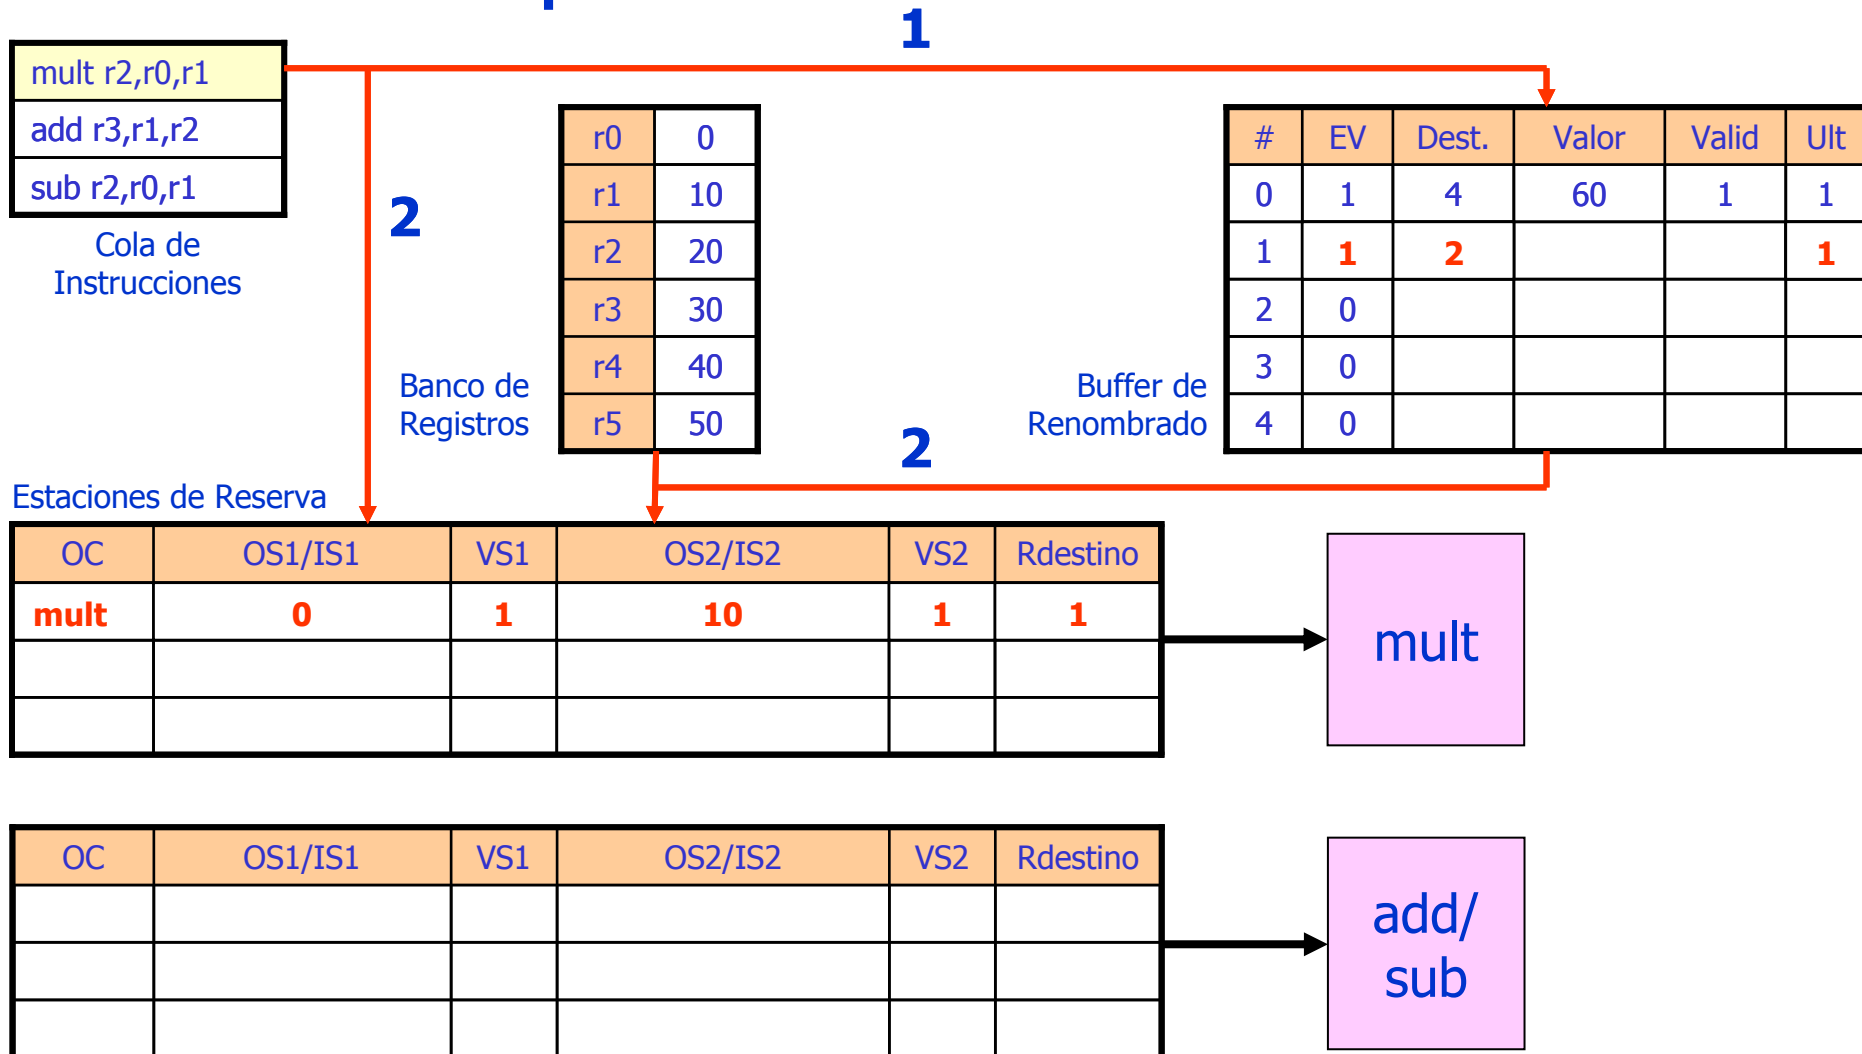 1
mult r2,r0,r1
add r3,r1,r2
sub r2,r0,r1
Cola de
Instrucciones
2
r0 0
r1 10
r2 20
r3 30
r4 40
r5 50
Banco de
Registros
# EV Dest. Valor Valid Ult
0 1 4 60 1 1
1 1 2 1
2 0
3 0
4 0
Buffer de
Renombrado
2
Estaciones de Reserva
OC OS1/IS1 VS1 OS2/IS2 VS2 Rdestino
mult 0 1 10 1 1
mult
OC OS1/IS1 VS1 OS2/IS2 VS2 Rdestino
add/
sub